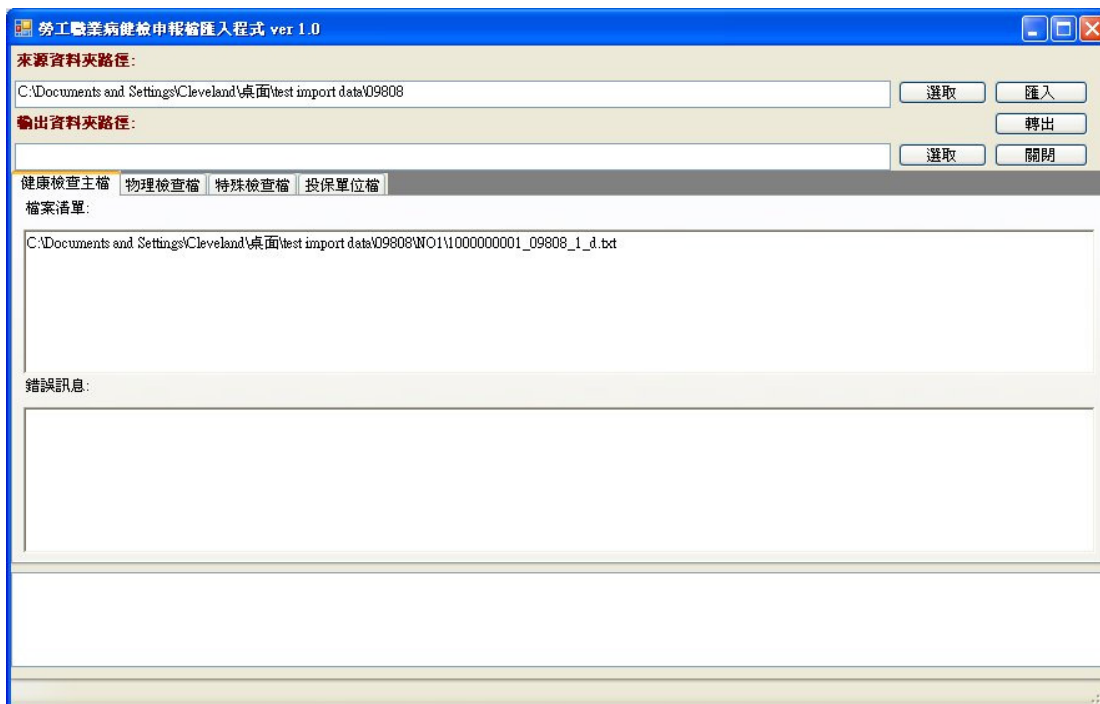 勞工職業病健檢申報檔匯入程式 ver 1.0
來源資料夾路徑:
C:\Documents and Settings\Cleveland\桌面\test import data\09808 選取 匯入
輸出資料夾路徑: 轉出
選取 關閉
健康檢查主檔 物理檢查檔 特殊檢查檔 投保單位檔
檔案清單:
C:\Documents and Settings\Cleveland\桌面\test import data\09808\NO1\1000000001_09808_1_d.txt
錯誤訊息: